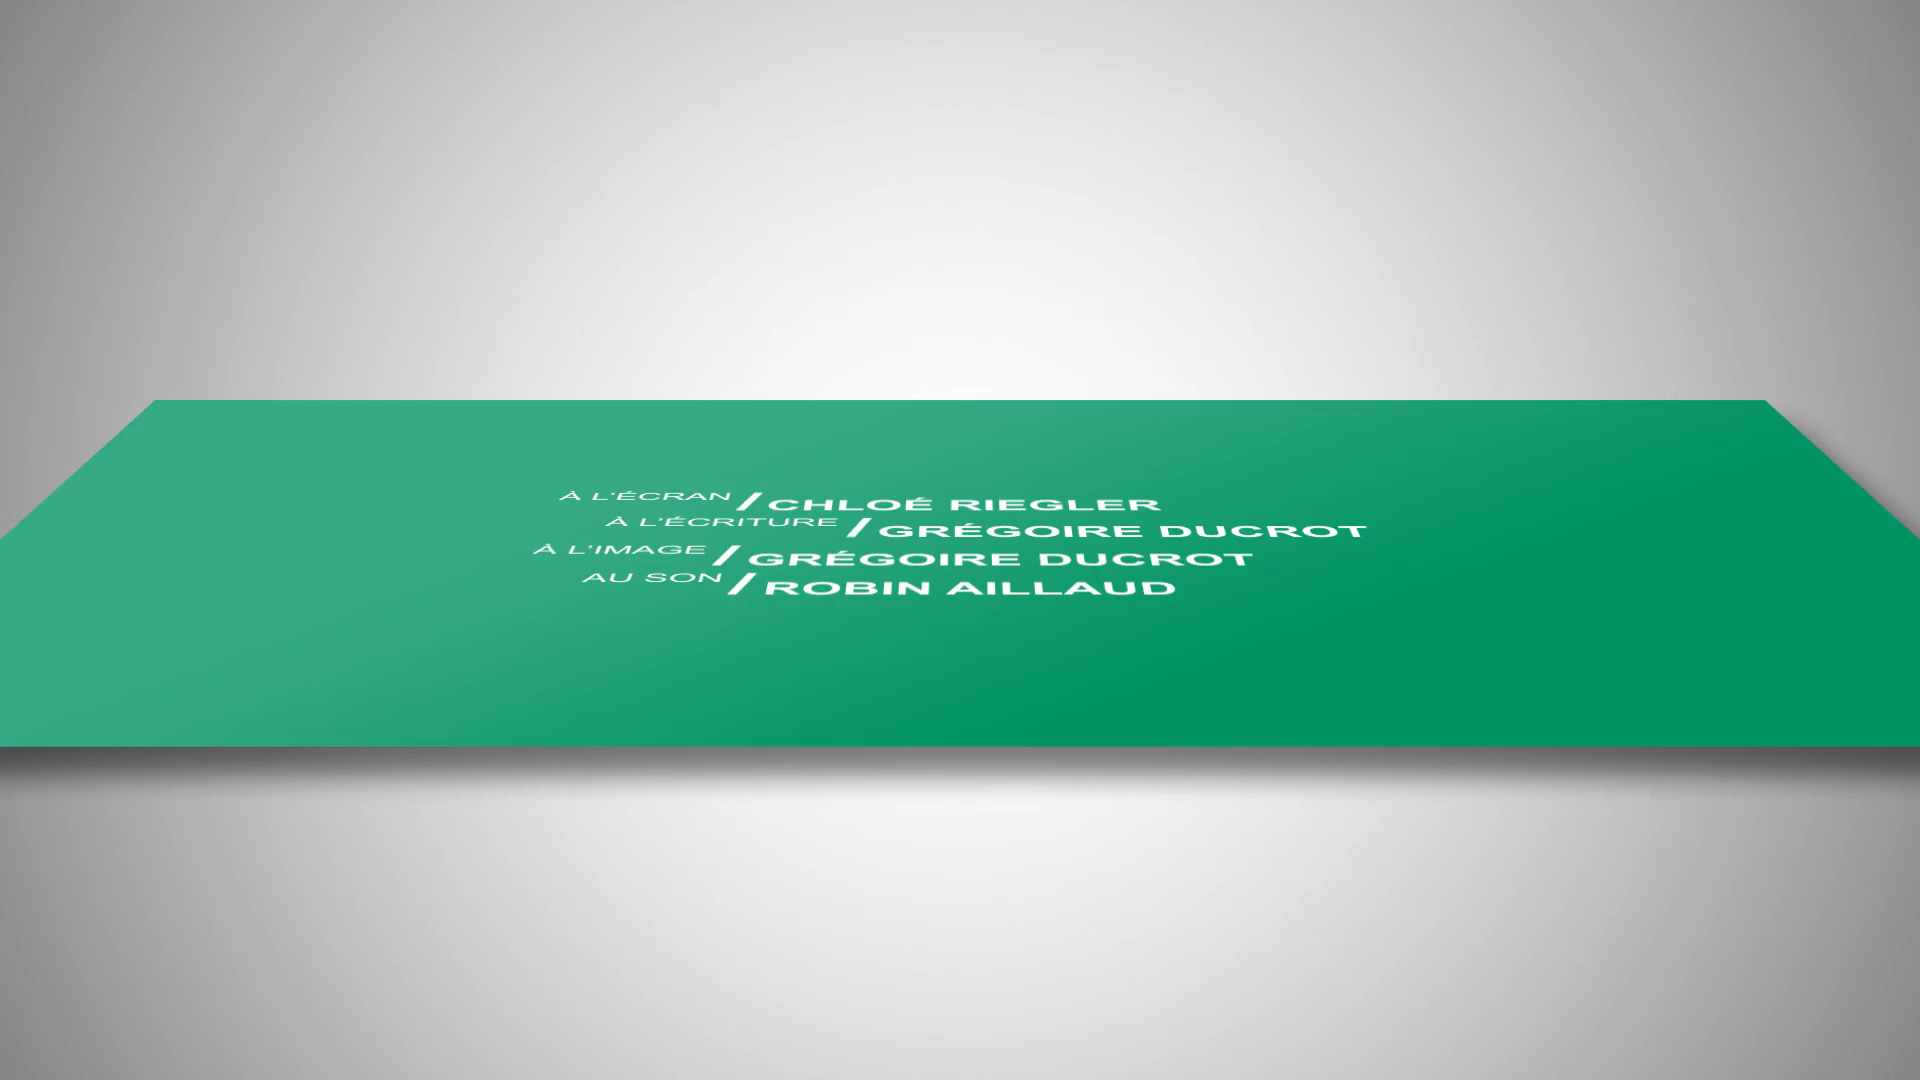 À L'ÉCRAN / CHLOÉ RIEGLER
À L'ÉCRITURE / GRÉGOIRE DUCROT
À L'IMAGE / GRÉGOIRE DUCROT
AU SON / ROBIN AILLAUD